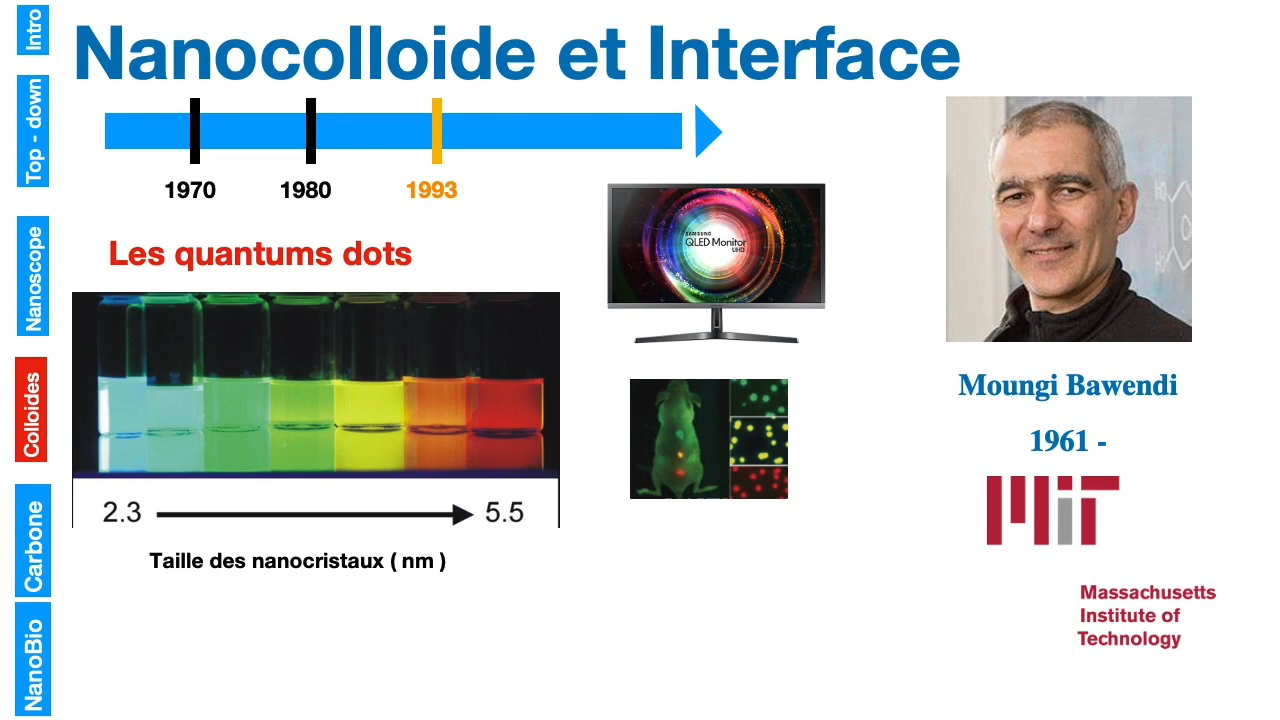 Intro
Top - down
Nanoscope
Colloides
Carbone
NanoBio
Nanocolloide et Interface
1970
1980
1993
Les quantums dots
2.3
5.5
Taille des nanocristaux ( nm )
SAMSUNG
QLED Monitor
UHD
Moungi Bawendi
1961 -
MIT
Massachusetts
Institute of
Technology